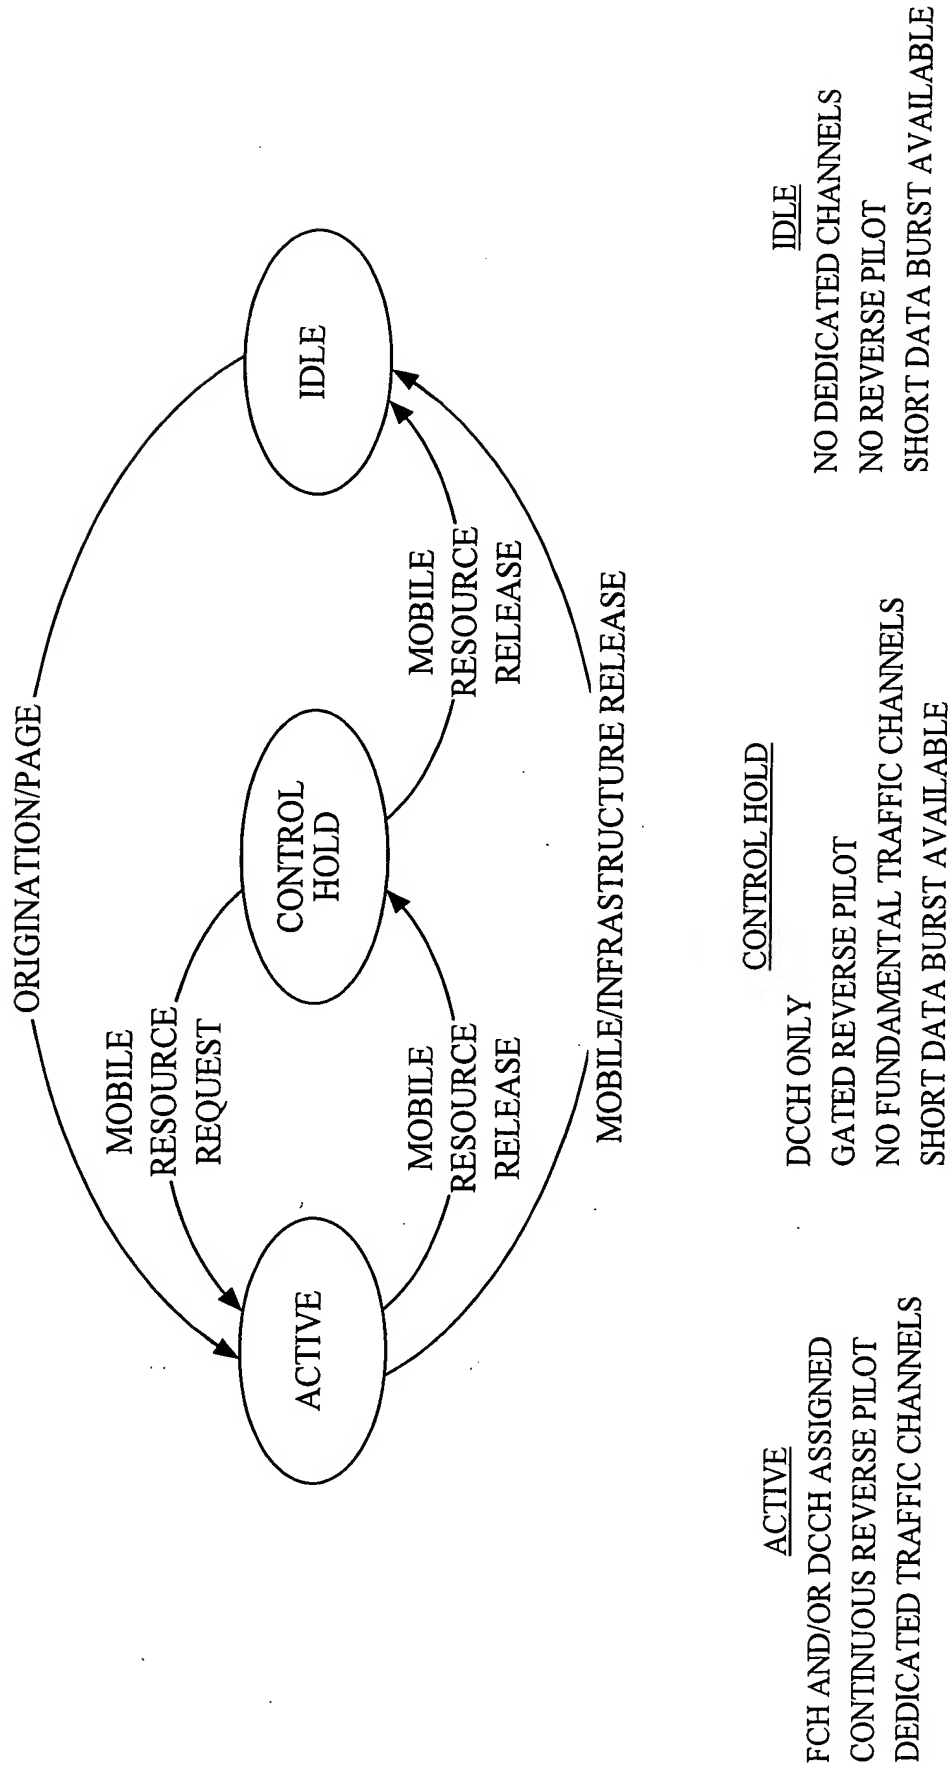 ORIGINATION/PAGE
MOBILE
RESOURCE
REQUEST
ACTIVE
CONTROL
HOLD
IDLE
MOBILE
RESOURCE
RELEASE
MOBILE
RESOURCE
RELEASE
MOBILE/INFRASTRUCTURE RELEASE
ACTIVE
FCH AND/OR DCCH ASSIGNED
CONTINUOUS REVERSE PILOT
DEDICATED TRAFFIC CHANNELS
CONTROL HOLD
DCCH ONLY
GATED REVERSE PILOT
NO FUNDAMENTAL TRAFFIC CHANNELS
SHORT DATA BURST AVAILABLE
IDLE
NO DEDICATED CHANNELS
NO REVERSE PILOT
SHORT DATA BURST AVAILABLE